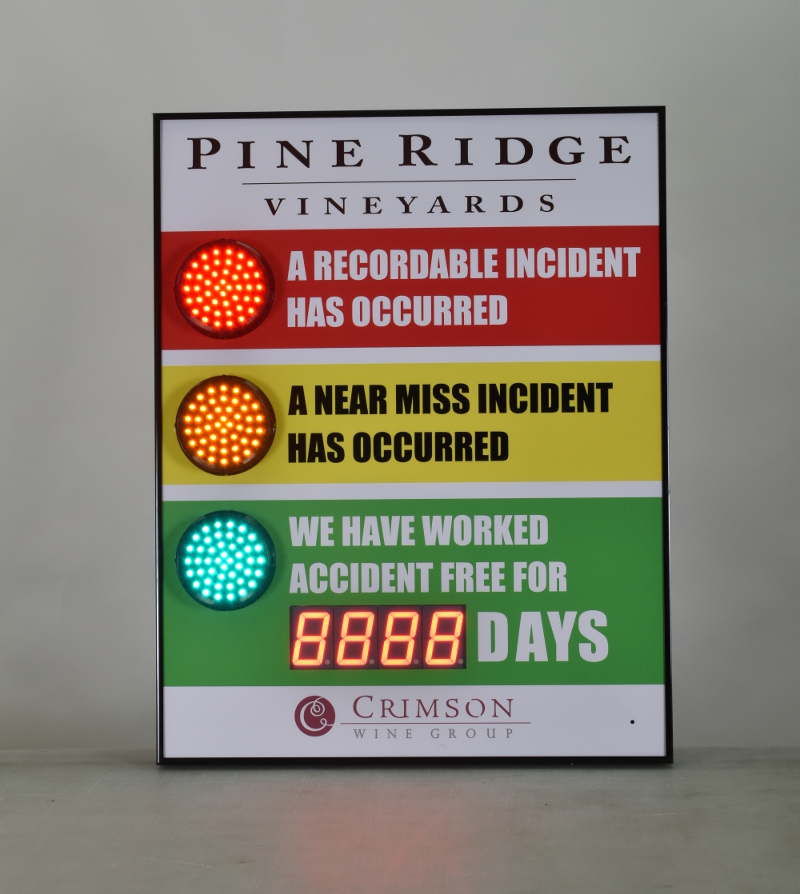 PINE RIDGE
VINEYARDS
A RECORDABLE INCIDENT
HAS OCCURRED
A NEAR MISS INCIDENT
HAS OCCURRED
WE HAVE WORKED
ACCIDENT FREE FOR
8888 DAYS
CRIMSON
WINE GROUP